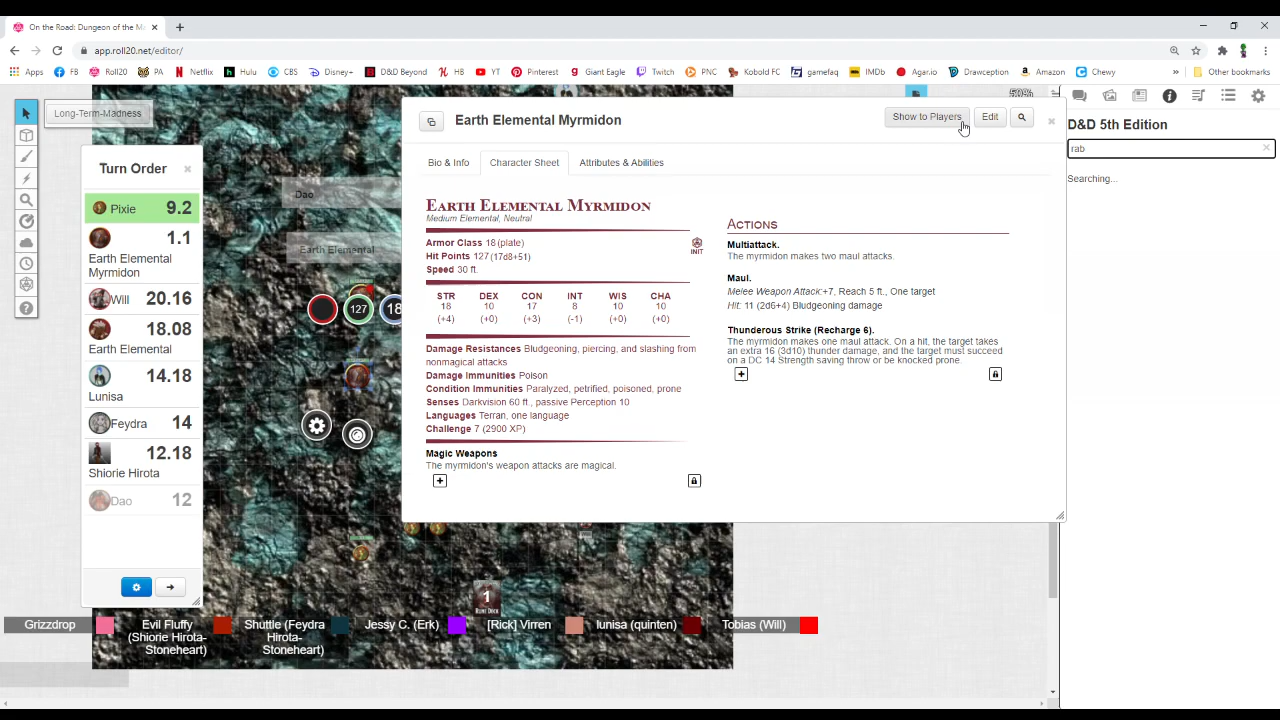 On the Road: Dungeon of the M
app.roll20.net/editor/
Apps FB Roll20 PA Netflix Hulu CBS Disney+ D&D Beyond HB YT Pinterest Giant Eagle Twitch PNC Kobold FC gamefaq IMDb Agar.io Drawception Amazon Chewy » Other bookmarks
50%
Long-Term-Madness
Turn Order
Pixie 9.2
1.1
Earth Elemental
Myrmidon
Will 20.16
18.08
Earth Elemental
14.18
Lunisa
Feydra 14
12.18
Shiorie Hirota
Dao 12
Dao
Earth Elemental
127
18
Earth Elemental Myrmidon
Show to Players
Edit
Bio & Info
Character Sheet
Attributes & Abilities
Earth Elemental Myrmidon
Medium Elemental, Neutral
Armor Class 18 (plate)
Hit Points 127 (17d8+51)
Speed 30 ft.
INIT
STR DEX CON INT WIS CHA
18 10 17 8 10 10
(+4) (+0) (+3) (-1) (+0) (+0)
Damage Resistances Bludgeoning, piercing, and slashing from
nonmagical attacks
Damage Immunities Poison
Condition Immunities Paralyzed, petrified, poisoned, prone
Senses Darkvision 60 ft., passive Perception 10
Languages Terran, one language
Challenge 7 (2900 XP)
Magic Weapons
The myrmidon's weapon attacks are magical.
Actions
Multiattack.
The myrmidon makes two maul attacks.
Maul.
Melee Weapon Attack:+7, Reach 5 ft., One target
Hit: 11 (2d6+4) Bludgeoning damage
Thunderous Strike (Recharge 6).
The myrmidon makes one maul attack. On a hit, the target takes
an extra 16 (3d10) thunder damage, and the target must succeed
on a DC 14 Strength saving throw or be knocked prone.
D&D 5th Edition
rab
Searching...
1
Grizzdrop
Evil Fluffy
(Shiorie Hirota-
Stoneheart)
Shuttle (Feydra
Hirota-
Stoneheart)
Jessy C. (Erk)
[Rick] Virren
lunisa (quinten)
Tobias (Will)